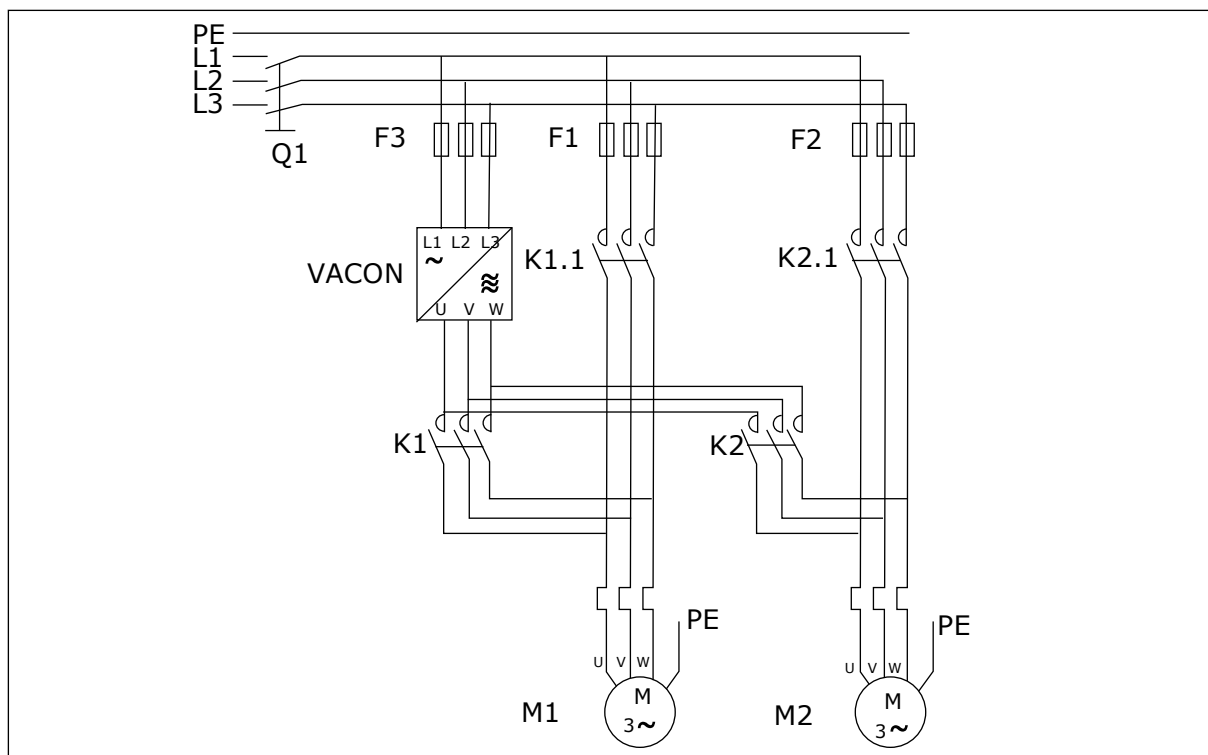 PE
L1
L2
L3
Q1
F3
F1
F2
L1 L2 L3
~
≋
VACON
U V W
K1.1
K2.1
K1
K2
PE
PE
U V W
U V W
M1
M
3~
M2
M
3~